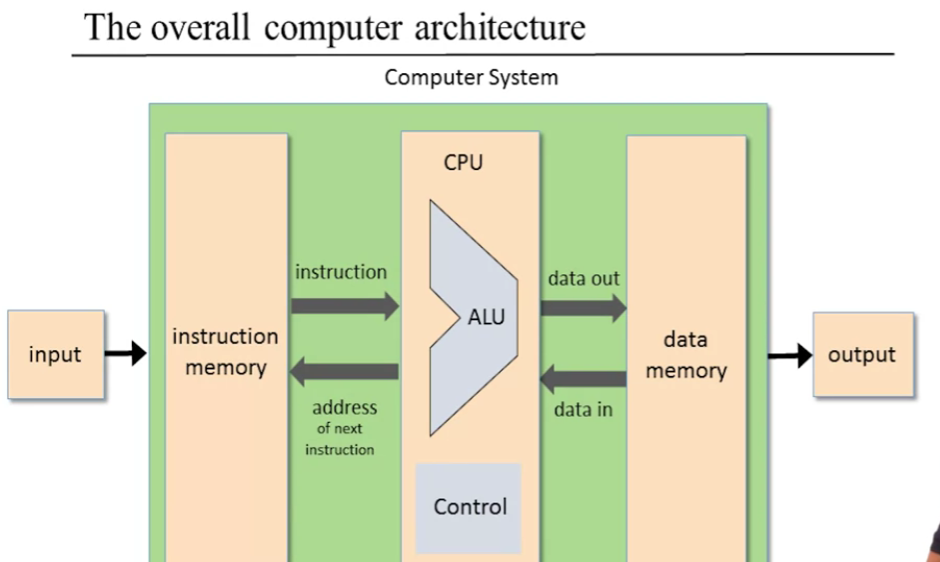 The overall computer architecture
Computer System
input
instruction
memory
instruction
address
of next
instruction
CPU
ALU
Control
data out
data in
data
memory
output